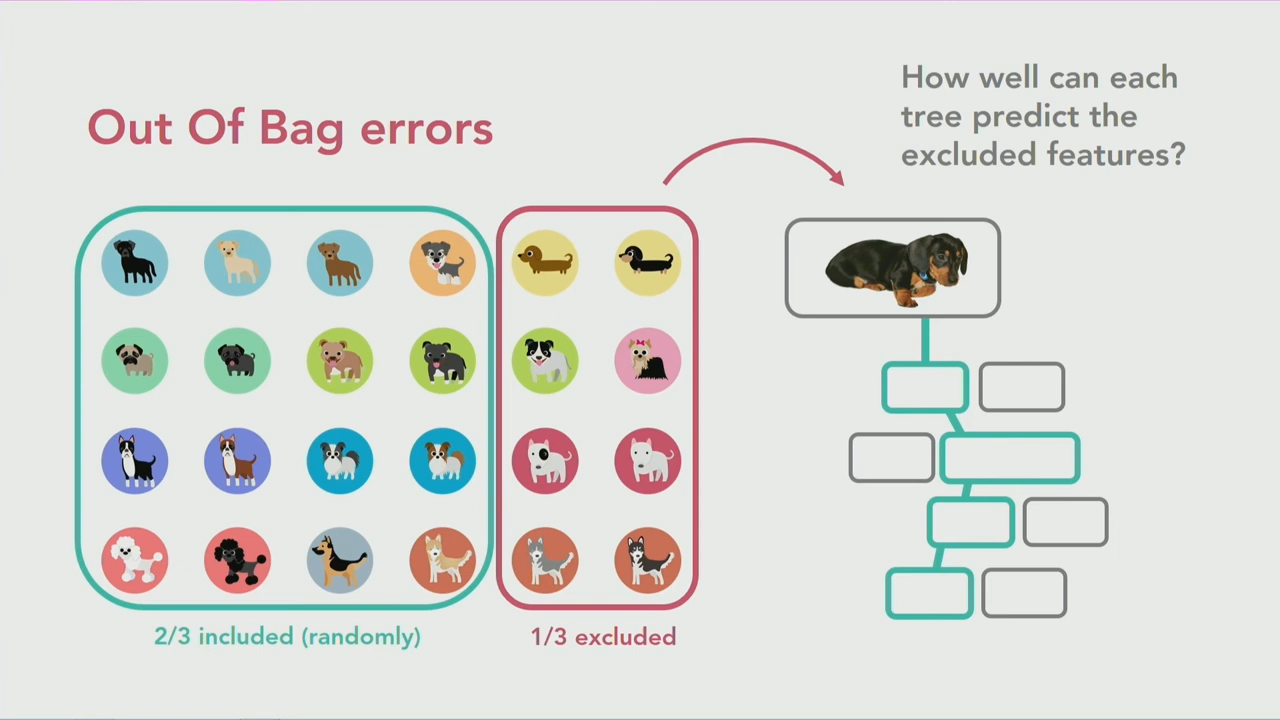 Out Of Bag errors
How well can each
tree predict the
excluded features?
2/3 included (randomly)
1/3 excluded